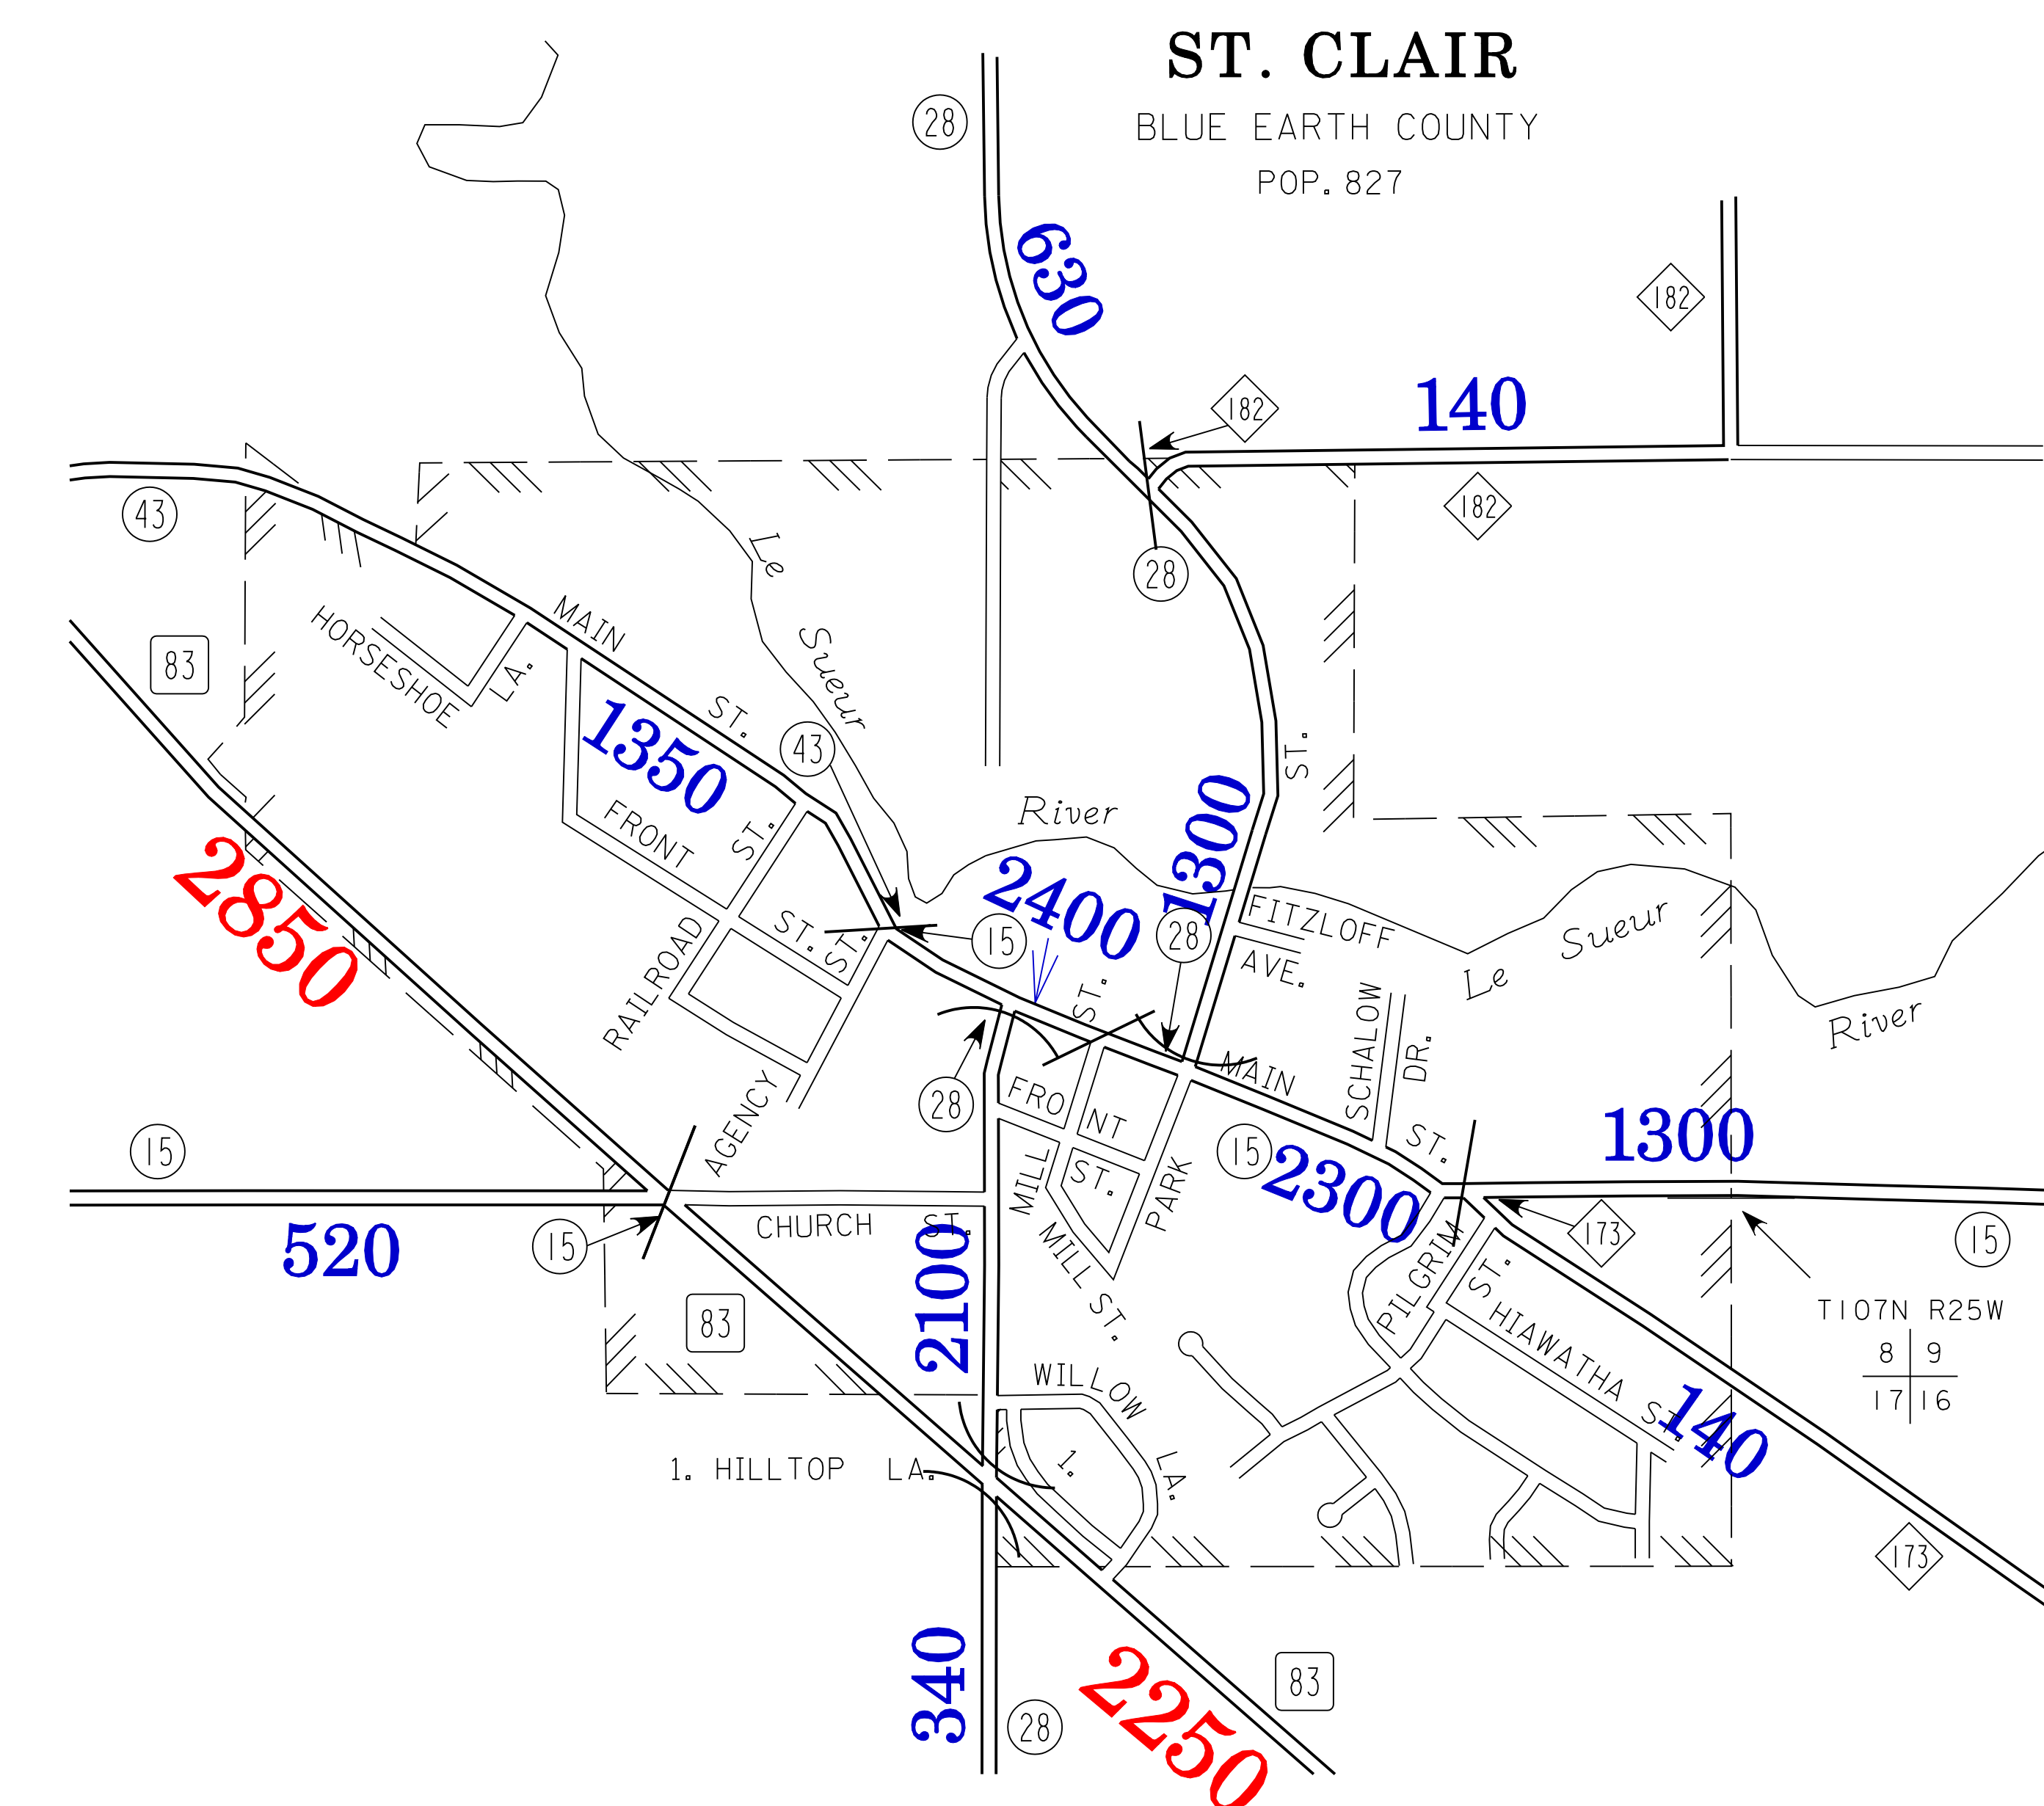 ST. CLAIR
BLUE EARTH COUNTY
POP. 827
28
630
182
182
140
182
43
28
Le
Sueur
MAIN
ST.
HORSESHOE
LA.
83
43
1350
FRONT
ST.
ST.
ST.
River
1300
ST.
2400
28
FITZLOFF
AVE.
Le
Sueur
River
2850
15
RAILROAD
ST.
SCHALOW
DR.
MAIN
ST.
28
FRO
NT
ST.
AGENCY
MILL
PARK
15
2300
1300
15
520
15
CHURCH ST.
2100
MILL ST.
PILGRIM
ST.
173
15
T107N R25W
8 9
17 16
83
HIAWATHA ST.
140
WILLOW
LA.
1. HILLTOP LA.
1.
173
340
28
2250
83